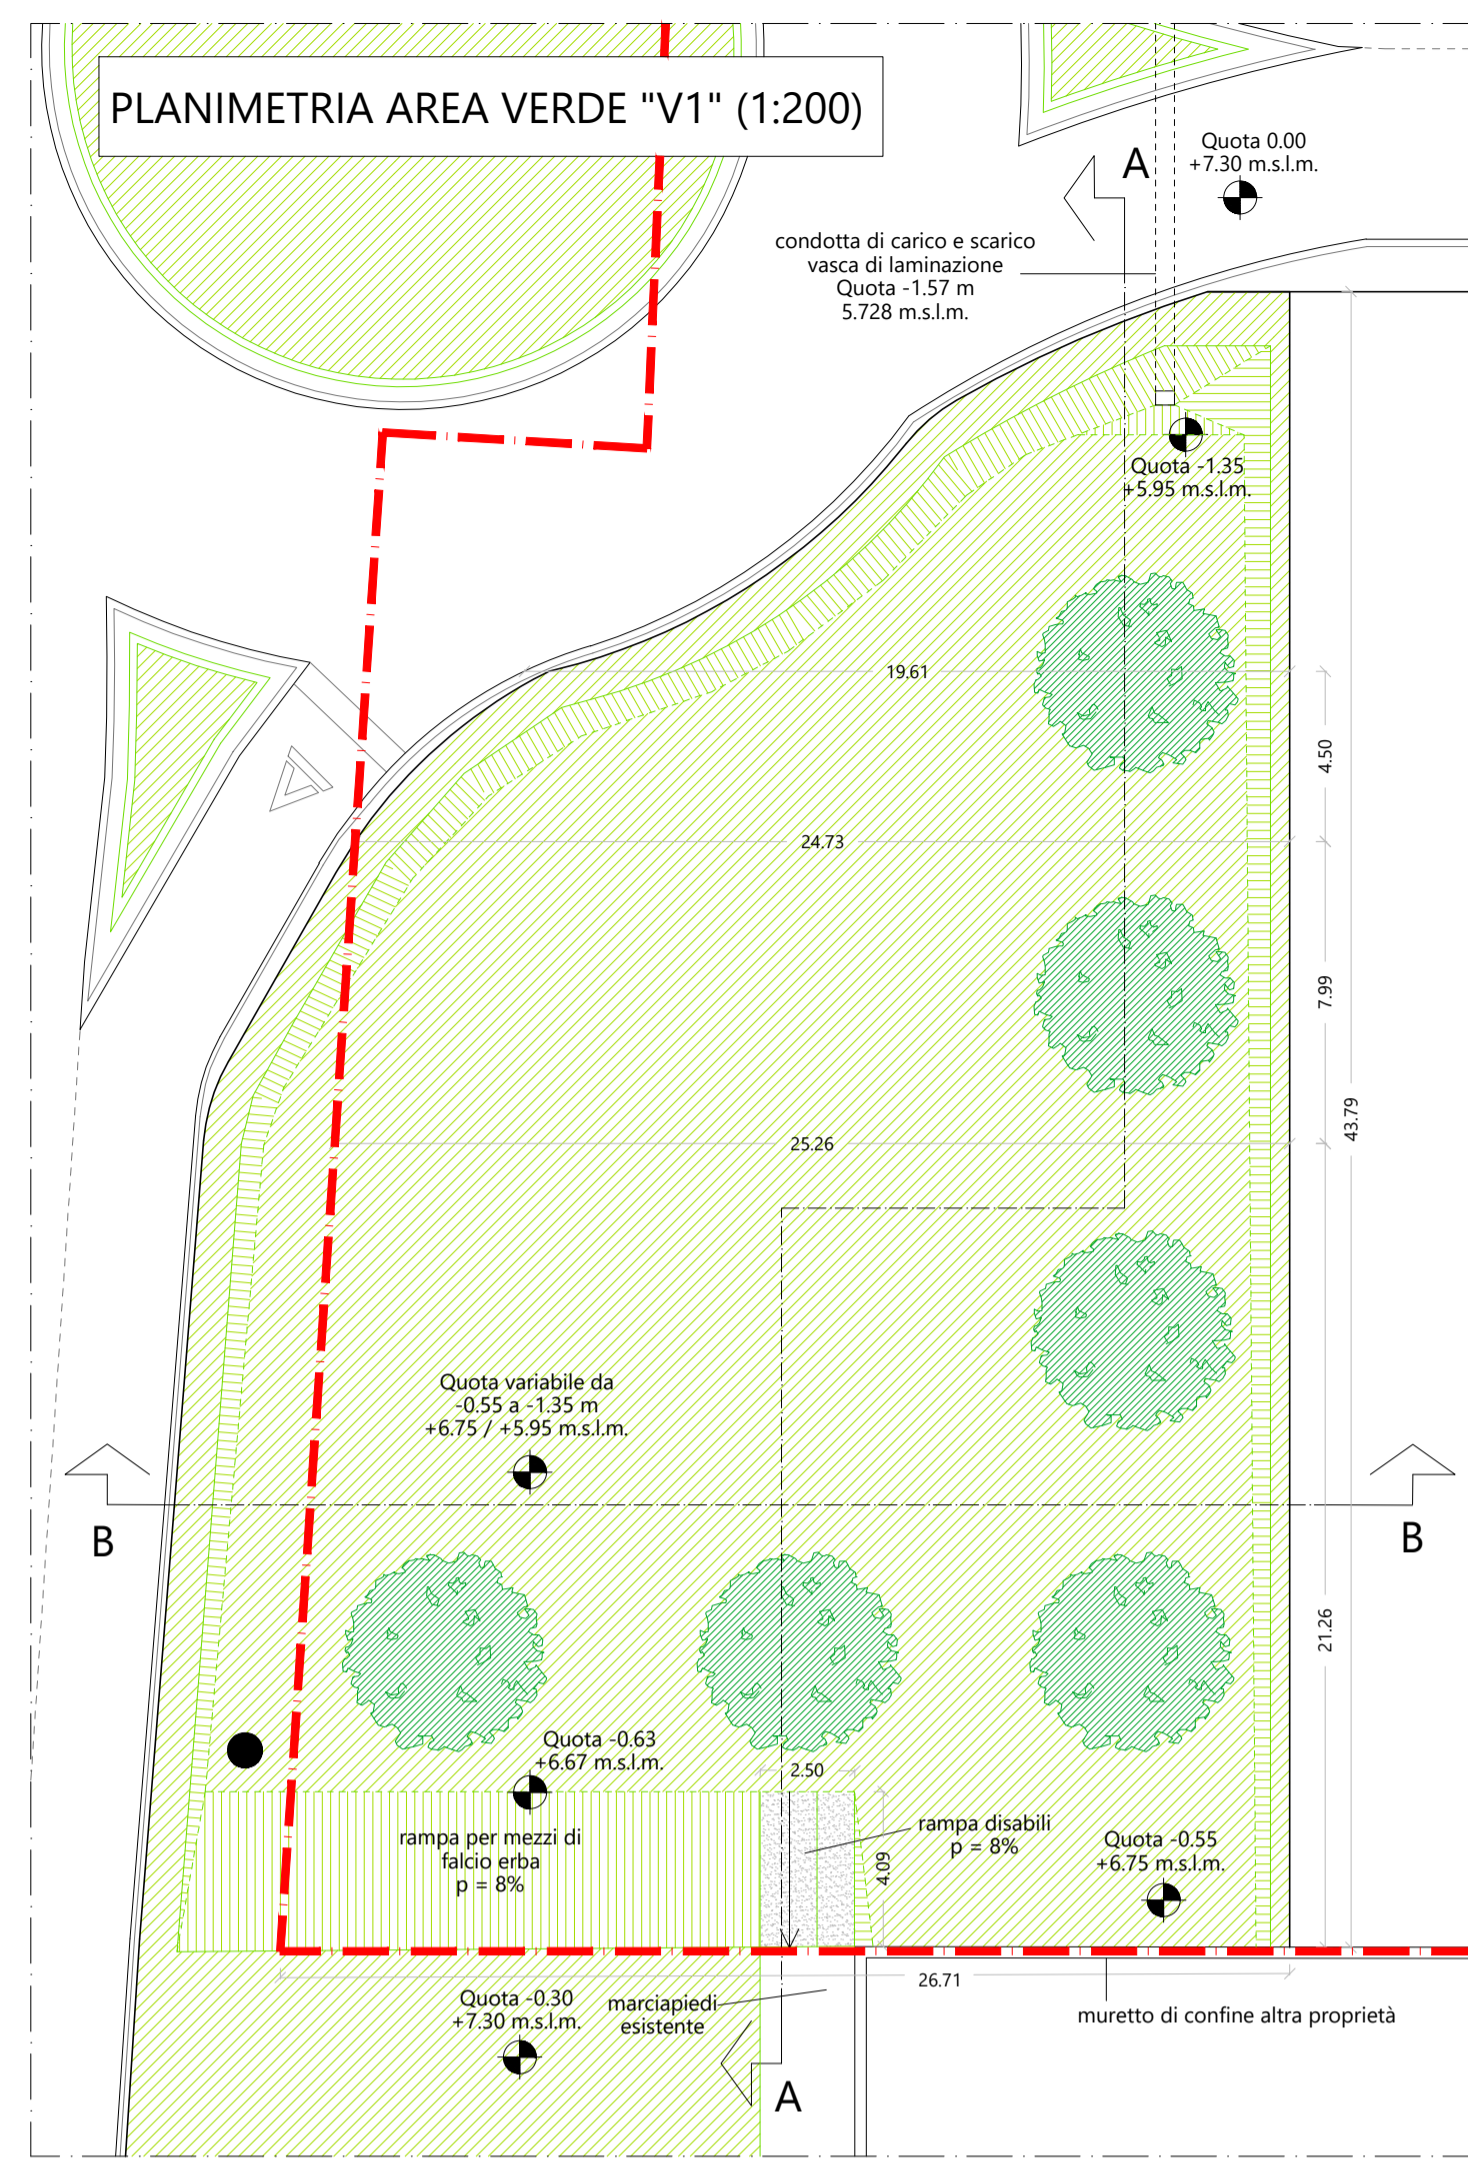 PLANIMETRIA AREA VERDE "V1" (1:200)
A
Quota 0.00
+7.30 m.s.l.m.
condotta di carico e scarico
vasca di laminazione
Quota -1.57 m
5.728 m.s.l.m.
Quota -1.35
+5.95 m.s.l.m.
19.61
4.50
24.73
7.99
43.79
25.26
Quota variabile da
-0.55 a -1.35 m
+6.75 / +5.95 m.s.l.m.
B
B
21.26
Quota -0.63
+6.67 m.s.l.m.
2.50
rampa per mezzi di
falcio erba
p = 8%
rampa disabili
p = 8%
4.09
Quota -0.55
+6.75 m.s.l.m.
26.71
Quota -0.30
+7.30 m.s.l.m.
marciapiedi
esistente
muretto di confine altra proprietà
A